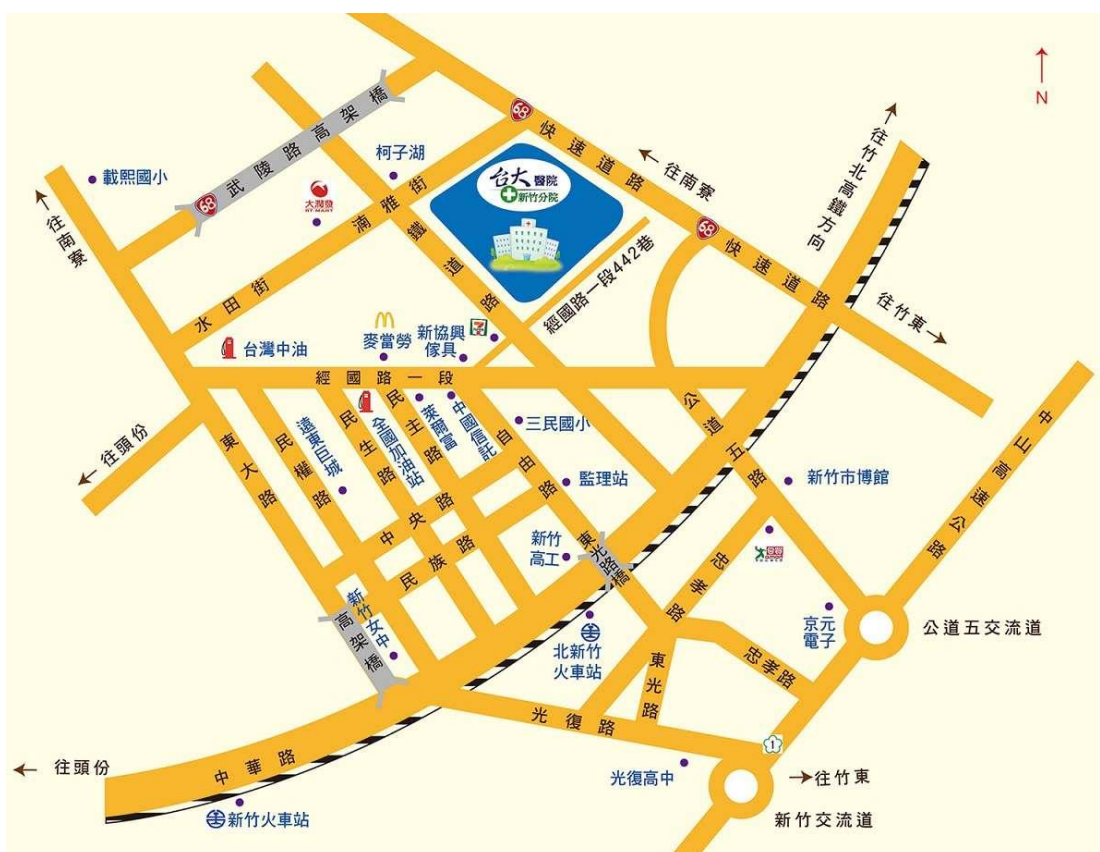 N
68
快速道路
往竹北高鐵方向
武陵路高架橋
68
柯子湖
載熙國小
大潤發
RT-MART
台大醫院
新竹分院
往南寮
68
快速道路
往南寮
湳雅街
鐵道路
經國路一段442巷
往竹東
水田街
7
ELEVEN
台灣中油
麥當勞
新協興
傢具
經國路一段
中山高速公路
公道五路
往頭份
東大路
民權路
遠東巨城
民生路
全國加油站
民主路
萊爾富
中國信託
自由路
三民國小
監理站
新竹市博館
中央路
民族路
新竹
高工
東光路橋
忠孝路
新竹女中
高架橋
北新竹
火車站
京元
電子
公道五交流道
東光路
忠孝路
光復路
1
光復高中
往竹東
新竹交流道
往頭份
中華路
新竹火車站